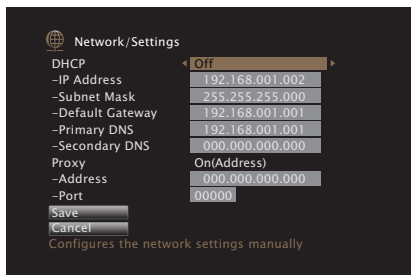 Network/Settings
DHCP Off
–IP Address 192.168.001.002
–Subnet Mask 255.255.255.000
–Default Gateway 192.168.001.001
–Primary DNS 192.168.001.001
–Secondary DNS 000.000.000.000
Proxy On(Address)
–Address 000.000.000.000
–Port 00000
Save
Cancel
Configures the network settings manually